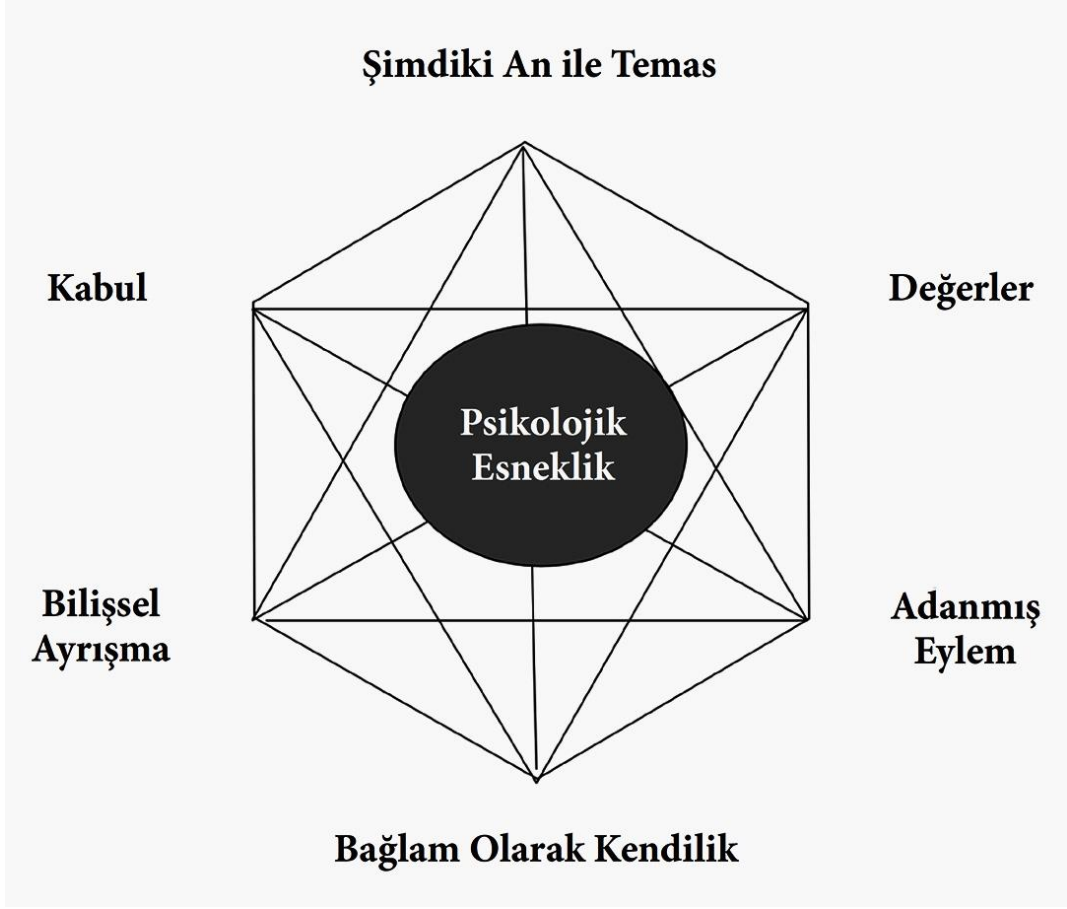 Şimdiki An ile Temas
Kabul
Değerler
Psikolojik
Esneklik
Bilişsel
Ayrışma
Adanmış
Eylem
Bağlam Olarak Kendilik